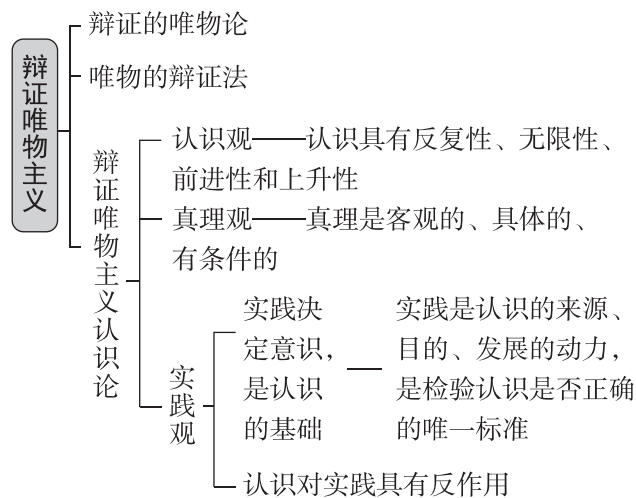 辩证唯物主义
辩证的唯物论
唯物的辩证法
辩证唯物主义认识论
认识观——认识具有反复性、无限性、
前进性和上升性
真理观——真理是客观的、具体的、
有条件的
实践观
实践决
定意识，
是认识
的基础
实践是认识的来源、
目的、发展的动力，
是检验认识是否正确
的唯一标准
认识对实践具有反作用